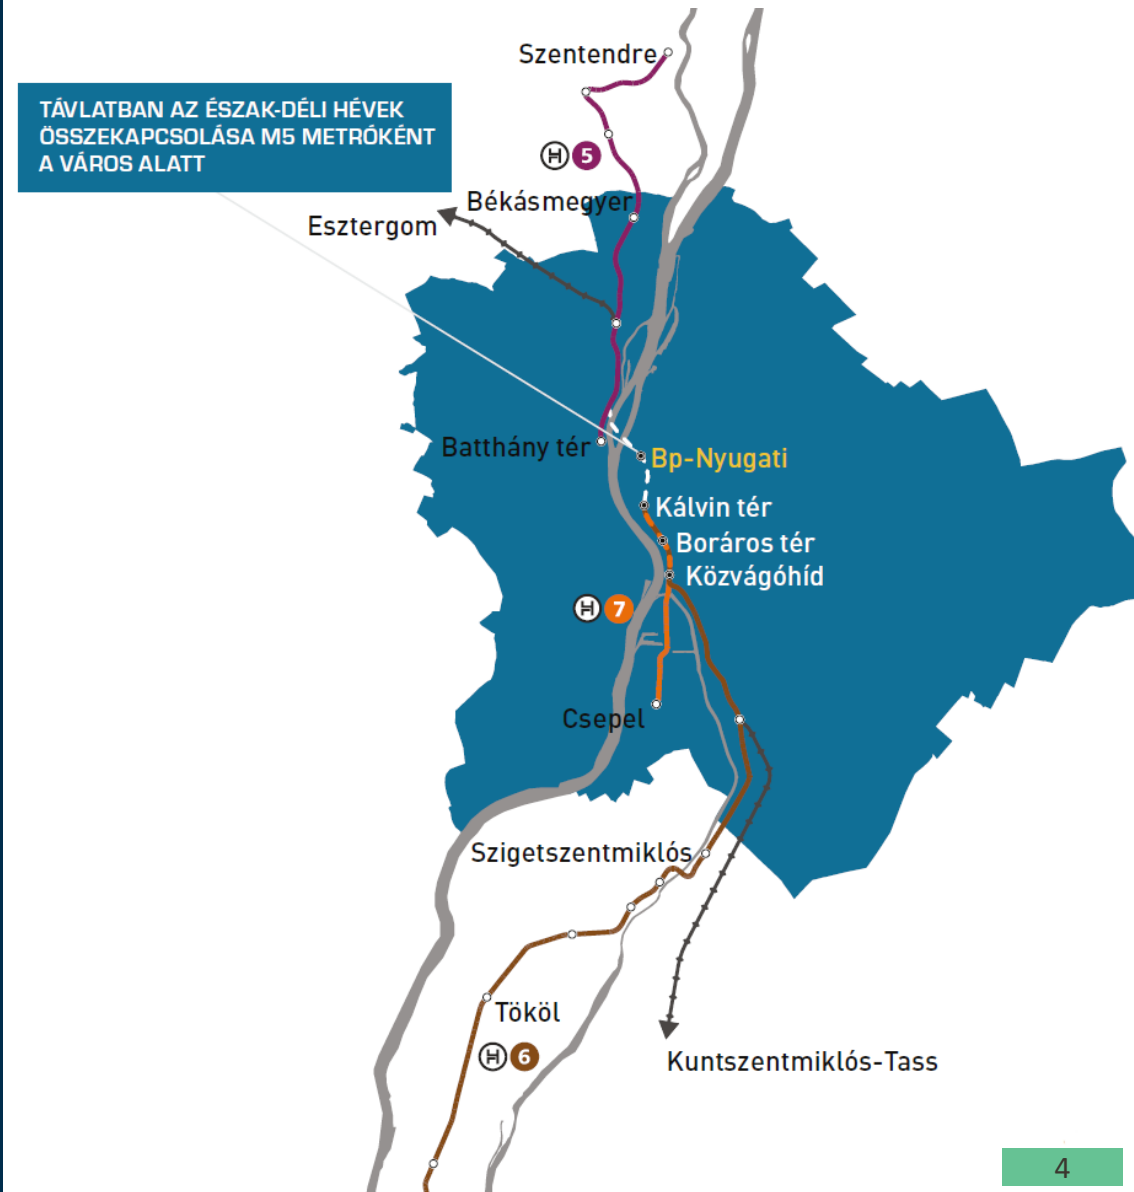 Szentendre
TÁVLATBAN AZ ÉSZAK-DÉLI HÉVEK
ÖSSZEKAPCSOLÁSA M5 METRÓKÉNT
A VÁROS ALATT
H 5
Békásmegyer
Esztergom
Batthány tér
Bp-Nyugati
Kálvin tér
Boráros tér
Közvágóhíd
H 7
Csepel
Szigetszentmiklós
Tököl
H 6
Kuntszentmiklós-Tass
4